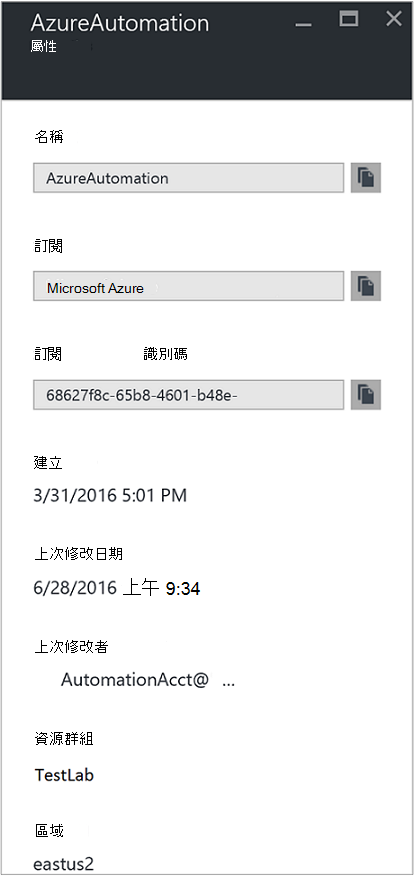 AzureAutomation
屬性
名稱
AzureAutomation
訂閱
Microsoft Azure
訂閱 識別碼
68627f8c-65b8-4601-b48e-
建立
3/31/2016 5:01 PM
上次修改日期
6/28/2016 上午 9:34
上次修改者
AutomationAcct@ ...
資源群組
TestLab
區域
eastus2